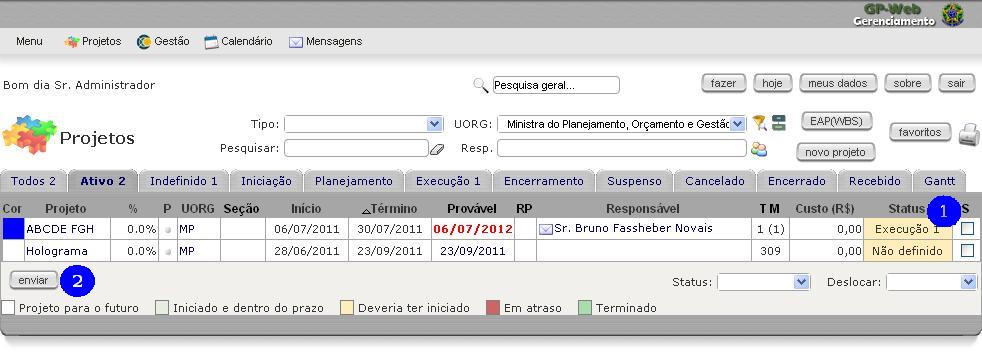 GP-Web
Gerenciamento
Menu Projetos Gestão Calendário Mensagens
Bom dia Sr. Administrador Pesquisa geral... fazer hoje meus dados sobre sair
Projetos Tipo: UORG: Ministra do Planejamento, Orçamento e Gestão EAP(WBS)
Pesquisar: Resp. novo projeto favoritos
Todos 2 Ativo 2 Indefinido 1 Iniciação Planejamento Execução 1 Encerramento Suspenso Cancelado Encerrado Recebido Gantt
Cor Projeto % P UORG Seção Início Término Provável RP Responsável T M Custo (R$) Status 1 S
ABCDE FGH 0.0% MP 06/07/2011 30/07/2011 06/07/2012 Sr. Bruno Fassheber Novais 1 (1) 0,00 Execução 1
Holograma 0.0% MP 28/06/2011 23/09/2011 23/09/2011 309 0,00 Não definido
enviar 2 Status: Deslocar:
Projeto para o futuro Iniciado e dentro do prazo Deveria ter iniciado Em atraso Terminado